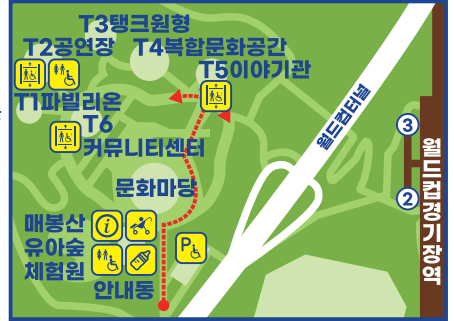 T3탱크원형
T2공연장
T4복합문화공간
T5이야기관
T1파빌리온
T6
커뮤니티센터
문화마당
매봉산
유아숲
체험원
안내동
P
월드컵터널
3
2
월드컵경기장역